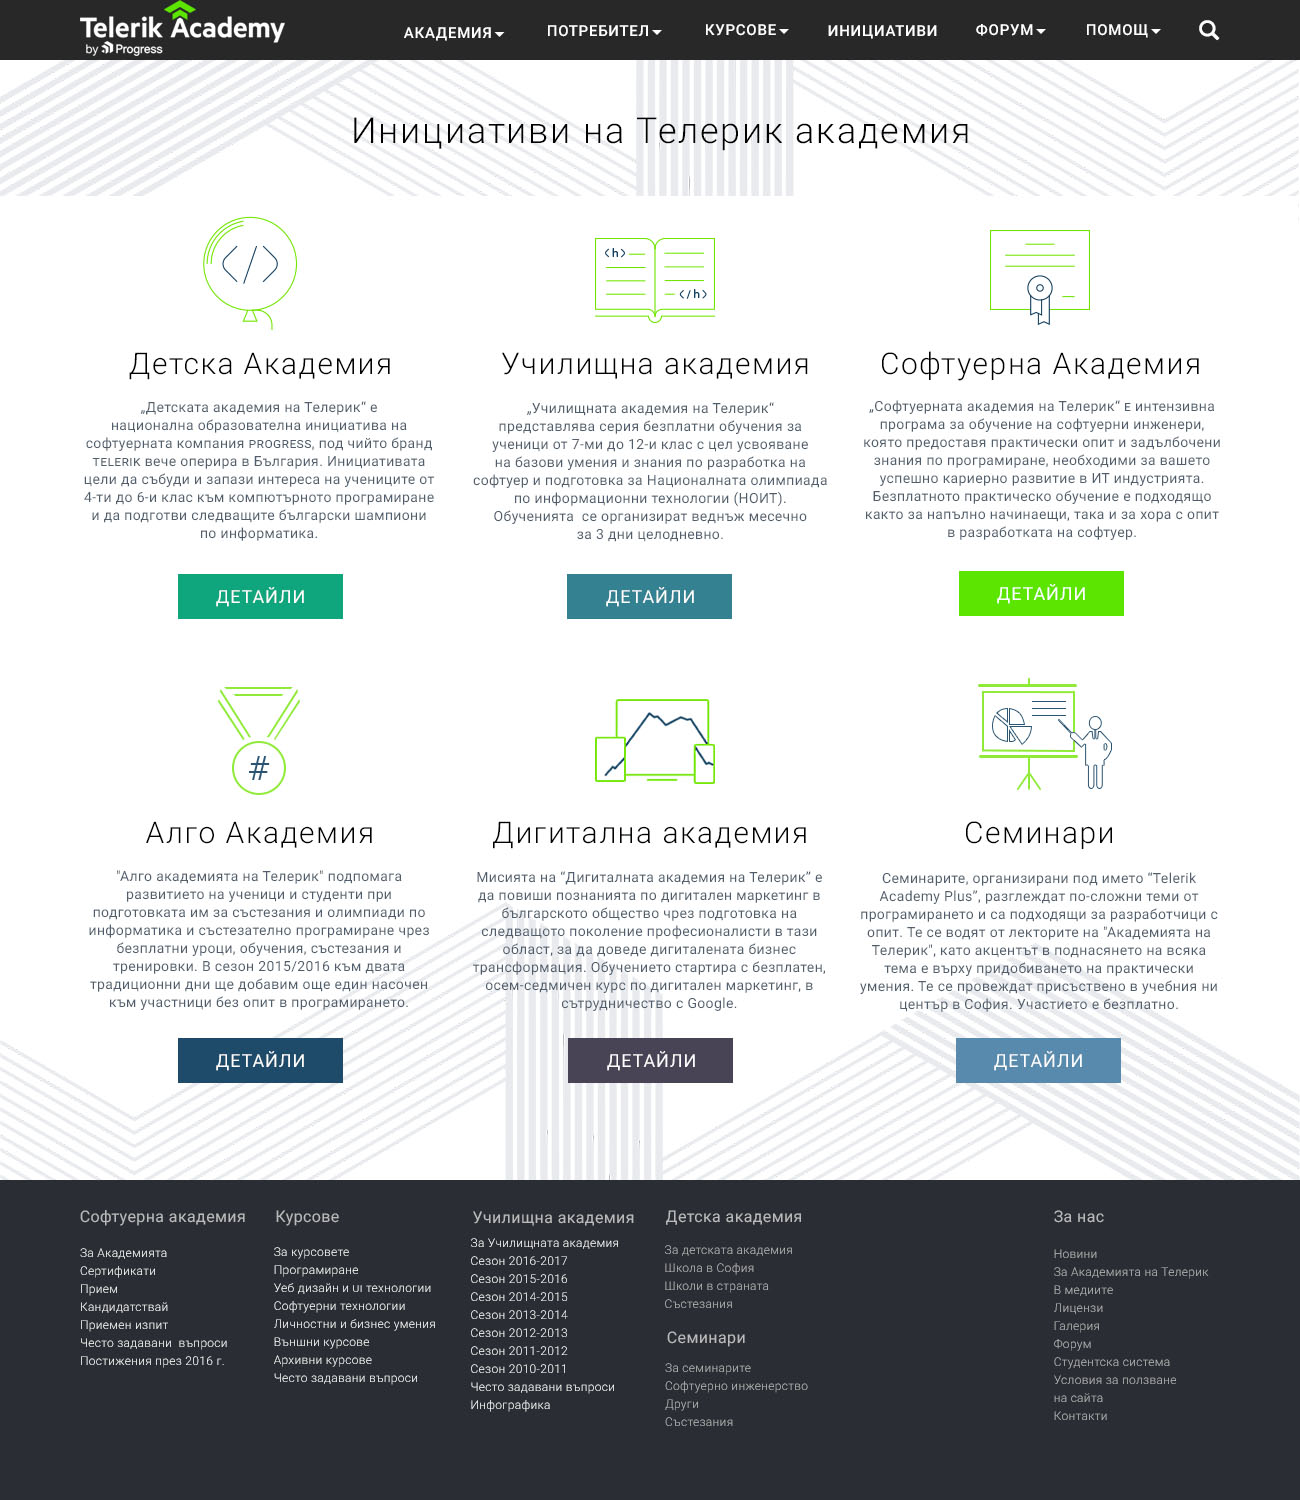 Telerik Academy
by Progress
АКАДЕМИЯ
ПОТРЕБИТЕЛ
КУРСОВЕ
ИНИЦИАТИВИ
ФОРУМ
ПОМОЩ
Инициативи на Телерик академия
</>
Детска Академия
„Детската академия на Телерик“ е
национална образователна инициатива на
софтуерната компания PROGRESS, под чийто бранд
TELERIK вече оперира в България. Инициативата
цели да събуди и запази интереса на учениците от
4-ти до 6-и клас към компютърното програмиране
и да подготви следващите български шампиони
по информатика.
ДЕТАЙЛИ
<h>
</h>
Училищна академия
„Училищната академия на Телерик“
представлява серия безплатни обучения за
ученици от 7-ми до 12-и клас с цел усвояване
на базови умения и знания по разработка на
софтуер и подготовка за Националната олимпиада
по информационни технологии (НОИТ).
Обученията  се организират веднъж месечно
за 3 дни целодневно.
ДЕТАЙЛИ
Софтуерна Академия
„Софтуерната академия на Телерик“ Е интензивна
програма за обучение на софтуерни инженери,
която предоставя практически опит и задълбочени
знания по програмиране, необходими за вашето
успешно кариерно развитие в ИТ индустрията.
Безплатното практическо обучение е подходящо
както за напълно начинаещи, така и за хора с опит
в разработката на софтуер.
ДЕТАЙЛИ
#
Алго Академия
"Алго академията на Телерик" подпомага
развитието на ученици и студенти при
подготовката им за състезания и олимпиади по
информатика и състезателно програмиране чрез
безплатни уроци, обучения, състезания и
тренировки. В сезон 2015/2016 към двата
традиционни дни ще добавим още един насочен
към участници без опит в програмирането.
ДЕТАЙЛИ
Дигитална академия
Мисията на “Дигиталната академия на Телерик” е
да повиши познанията по дигитален маркетинг в
българското общество чрез подготовка на
следващото поколение професионалисти в тази
област, за да доведе дигиталената бизнес
трансформация. Обучението стартира с безплатен,
осем-седмичен курс по дигитален маркетинг, в
сътрудничество с Google.
ДЕТАЙЛИ
Семинари
Семинарите, организирани под името “Telerik
Academy Plus”, разглеждат по-сложни теми от
програмирането и са подходящи за разработчици с
опит. Те се водят от лекторите на "Академията на
Телерик", като акцентът в поднасянето на всяка
тема е върху придобиването на практически
умения. Те се провеждат присъствено в учебния ни
център в София. Участието е безплатно.
ДЕТАЙЛИ
Софтуерна академия
За Академията
Сертификати
Прием
Кандидатствай
Приемен изпит
Често задавани  въпроси
Постижения през 2016 г.
Курсове
За курсовете
Програмиране
Уеб дизайн и UI технологии
Софтуерни технологии
Личностни и бизнес умения
Външни курсове
Архивни курсове
Често задавани въпроси
Училищна академия
За Училищната академия
Сезон 2016-2017
Сезон 2015-2016
Сезон 2014-2015
Сезон 2013-2014
Сезон 2012-2013
Сезон 2011-2012
Сезон 2010-2011
Често задавани въпроси
Инфографика
Детска академия
За детската академия
Школа в София
Школи в страната
Състезания
Семинари
За семинарите
Софтуерно инженерство
Други
Състезания
За нас
Новини
За Академията на Телерик
В медиите
Лицензи
Галерия
Форум
Студентска система
Условия за ползване
на сайта
Контакти